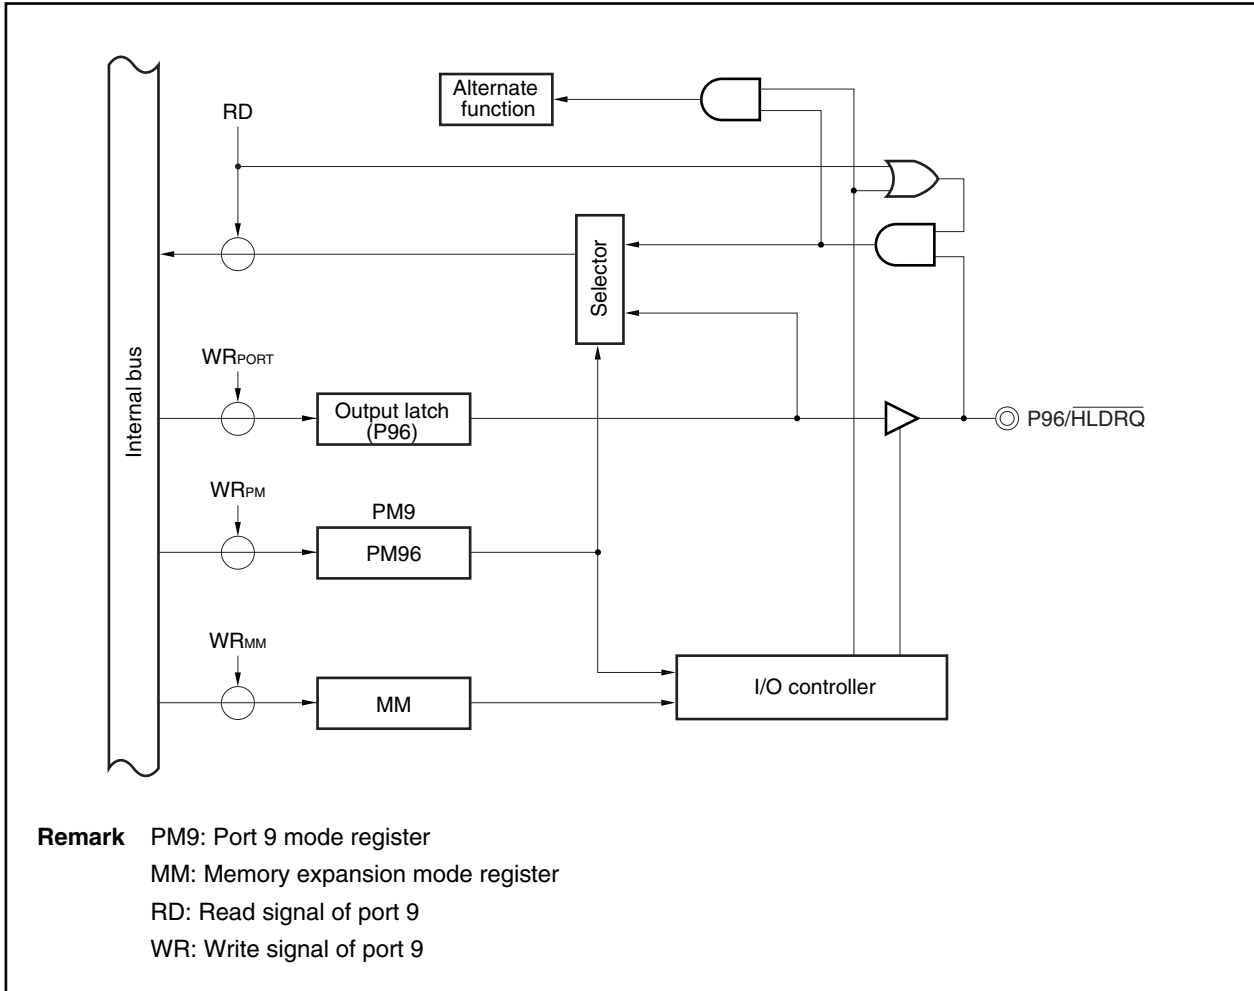 Alternate
function
RD
Selector
Internal bus
WRPORT
Output latch
(P96)
P96/HLDRQ
WRPM
PM9
PM96
WRMM
MM
I/O controller
Remark PM9: Port 9 mode register
MM: Memory expansion mode register
RD: Read signal of port 9
WR: Write signal of port 9